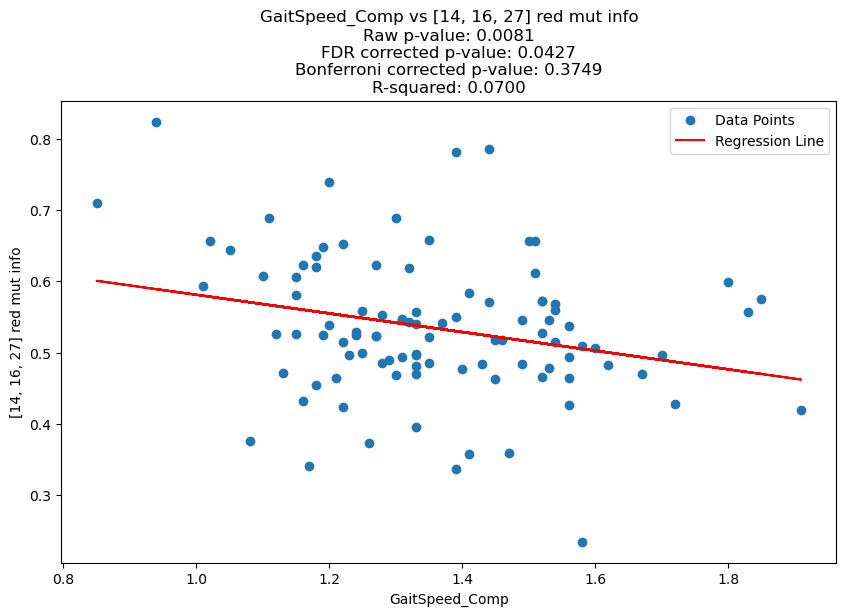 GaitSpeed_Comp vs [14, 16, 27] red mut info
Raw p-value: 0.0081
FDR corrected p-value: 0.0427
Bonferroni corrected p-value: 0.3749
R-squared: 0.0700
Data Points
Regression Line
0.8
0.7
0.6
0.5
0.4
0.3
[14, 16, 27] red mut info
0.8 1.0 1.2 1.4 1.6 1.8
GaitSpeed_Comp